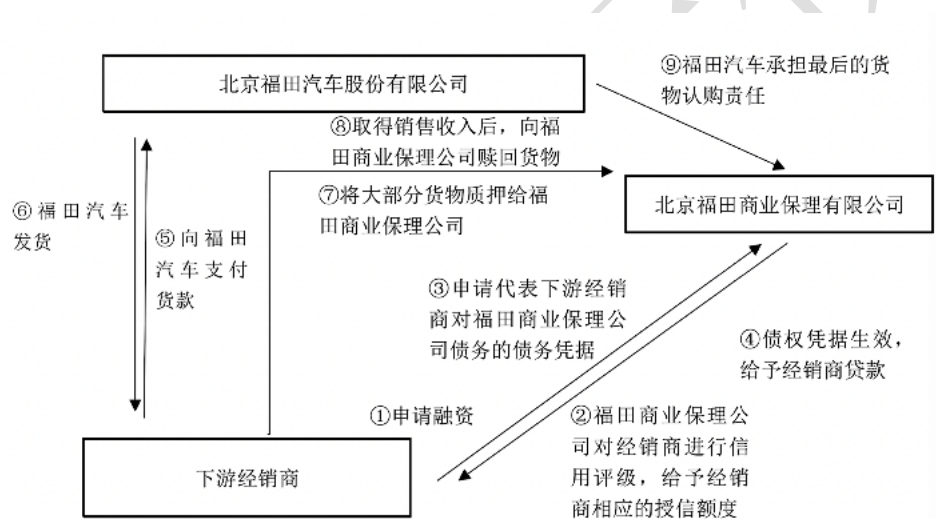 北京福田汽车股份有限公司
⑨福田汽车承担最后的货
物认购责任
⑧取得销售收入后，向福
田商业保理公司赎回货物
⑦将大部分货物质押给福
田商业保理公司
北京福田商业保理有限公司
⑥福田汽车
发货
⑤向福田
汽车支付
货款
③申请代表下游经销
商对福田商业保理公
司债务的债务凭据
④债权凭据生效，
给予经销商贷款
①申请融资
②福田商业保理公
司对经销商进行信
用评级，给予经销
商相应的授信额度
下游经销商